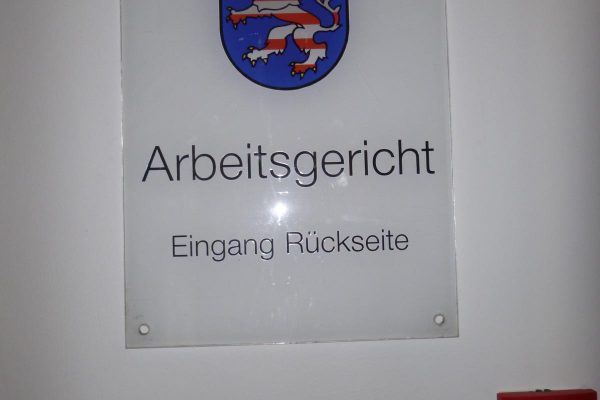 Arbeitsgericht
Eingang Rückseite